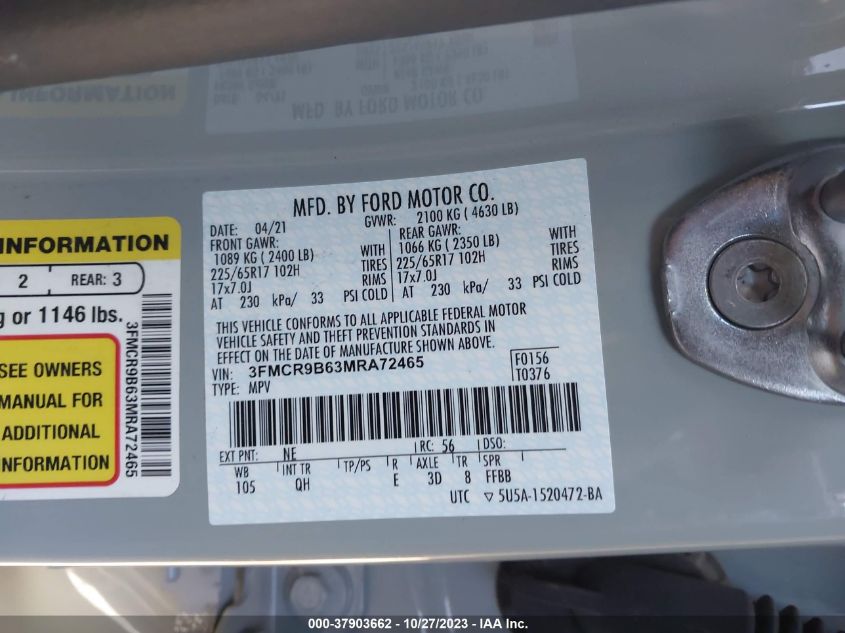 MFD. BY FORD MOTOR CO.
DATE: 04/21 GVWR: 2100 KG ( 4630 LB)
FRONT GAWR: REAR GAWR:
1089 KG ( 2400 LB) WITH 1066 KG ( 2350 LB) WITH
225/65R17 102H TIRES 225/65R17 102H TIRES
17x7.0J RIMS 17x7.0J RIMS
AT 230 kPa/ 33 PSI COLD AT 230 kPa/ 33 PSI COLD
THIS VEHICLE CONFORMS TO ALL APPLICABLE FEDERAL MOTOR
VEHICLE SAFETY AND THEFT PREVENTION STANDARDS IN
EFFECT ON THE DATE OF MANUFACTURE SHOWN ABOVE.
VIN: 3FMCR9B63MRA72465 F0156
TYPE: MPV T0376
EXT PNT: NE RC: 56 DSO:
WB INT TR TP/PS R AXLE TR SPR
105 QH E 3D 8 FFBB
UTC ▽ 5U5A-1520472-BA
INFORMATION
2 REAR: 3
g or 1146 lbs.
SEE OWNERS
MANUAL FOR
ADDITIONAL
INFORMATION
3FMCR9B63MRA72465
000-37903662 - 10/27/2023 - IAA Inc.